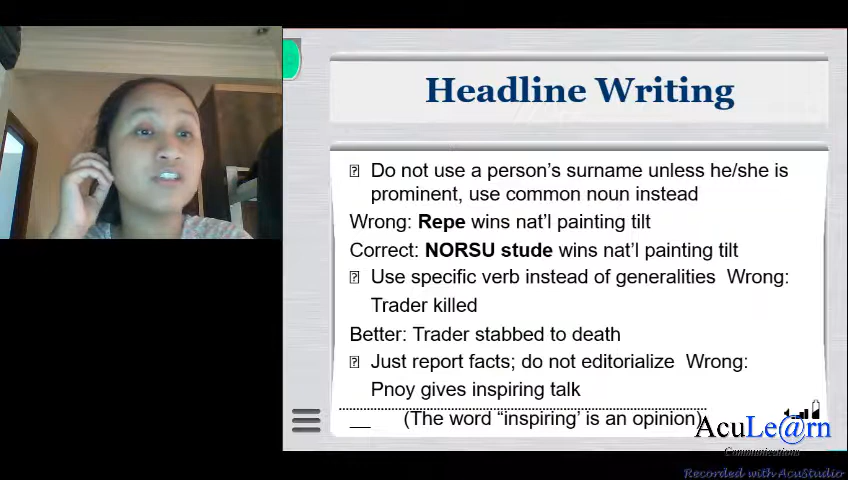 Headline Writing
Do not use a person's surname unless he/she is
prominent, use common noun instead
Wrong: Repe wins nat'l painting tilt
Correct: NORSU stude wins nat'l painting tilt
Use specific verb instead of generalities Wrong:
Trader killed
Better: Trader stabbed to death
Just report facts; do not editorialize Wrong:
Pnoy gives inspiring talk
__ (The word "inspiring' is an opinion)
AcuLe@rn
Communications
Recorded with AcuStudio